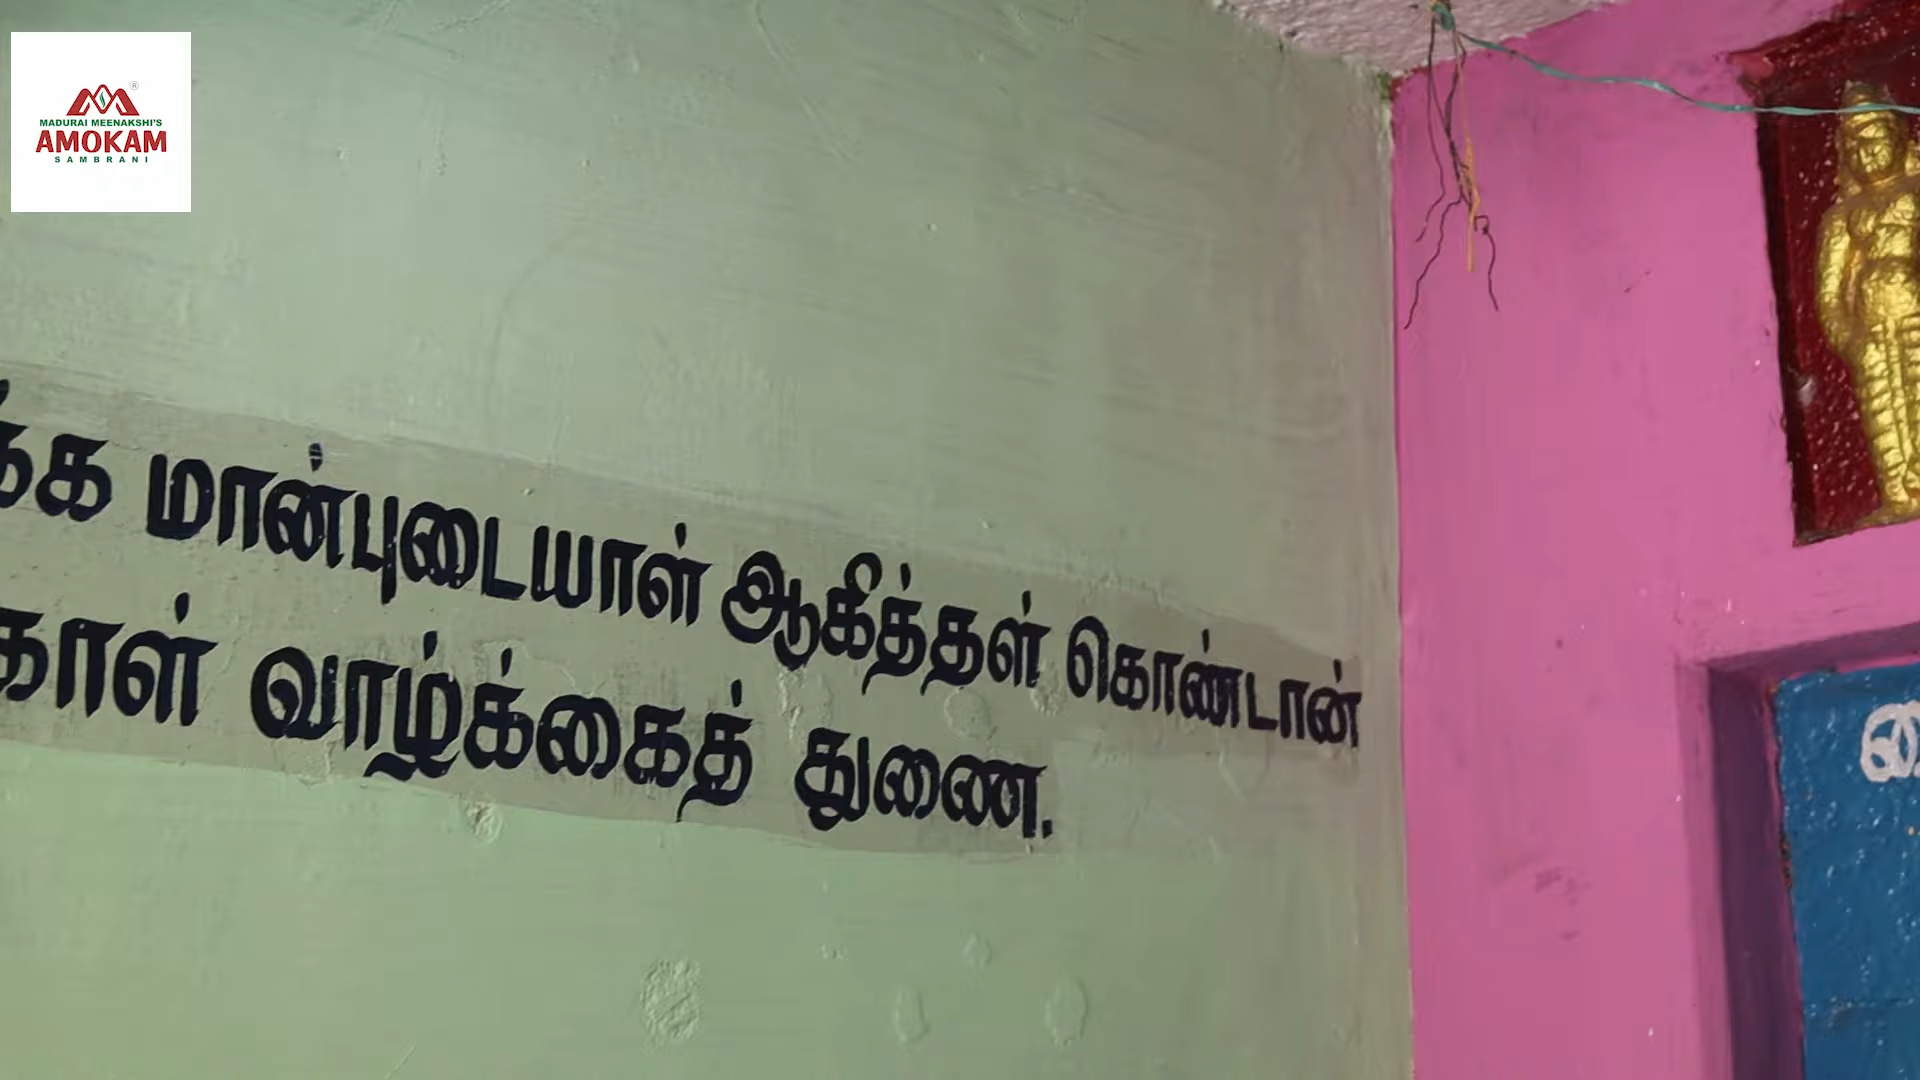 MADURAI MEENAKSHI'S
AMOKAM
SAMBRANI
க்க மான்புடையாள் ஆகித்தள் கொண்டான்
காள் வாழ்க்கைத் துணை.